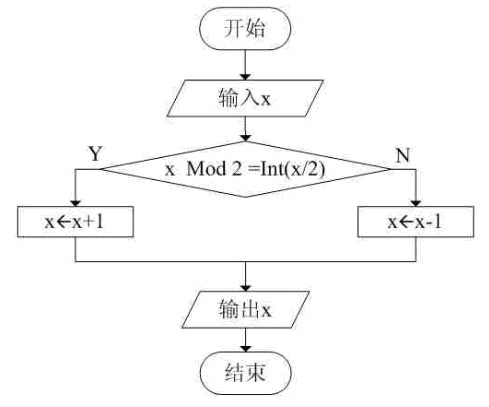 开始
输入x
x Mod 2 =Int(x/2)
Y
N
x←x+1
x←x-1
输出x
结束